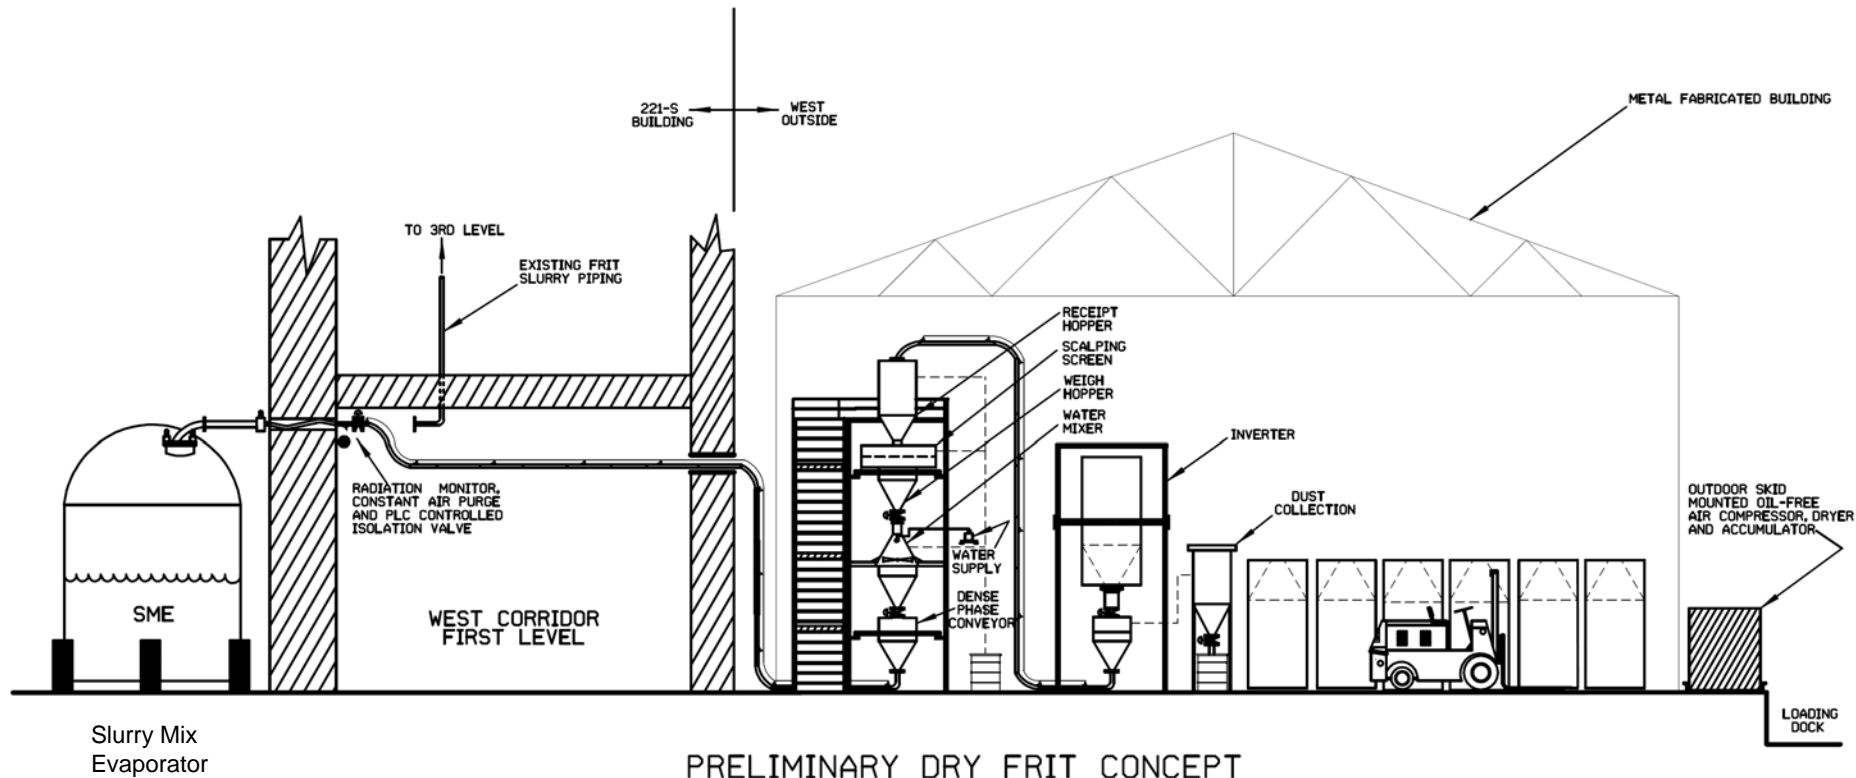 221-S
BUILDING
WEST
OUTSIDE
METAL FABRICATED BUILDING
TO 3RD LEVEL
EXISTING FRIT
SLURRY PIPING
RECEIPT
HOPPER
SCALPING
SCREEN
WEIGH
HOPPER
WATER
MIXER
INVERTER
RADIATION MONITOR,
CONSTANT AIR PURGE
AND PLC CONTROLLED
ISOLATION VALVE
DUST
COLLECTION
OUTDOOR SKID
MOUNTED OIL-FREE
AIR COMPRESSOR, DRYER
AND ACCUMULATOR
WATER
SUPPLY
DENSE
PHASE
CONVEYOR
SME
WEST CORRIDOR
FIRST LEVEL
LOADING
DOCK
Slurry Mix
Evaporator
PRELIMINARY DRY FRIT CONCEPT